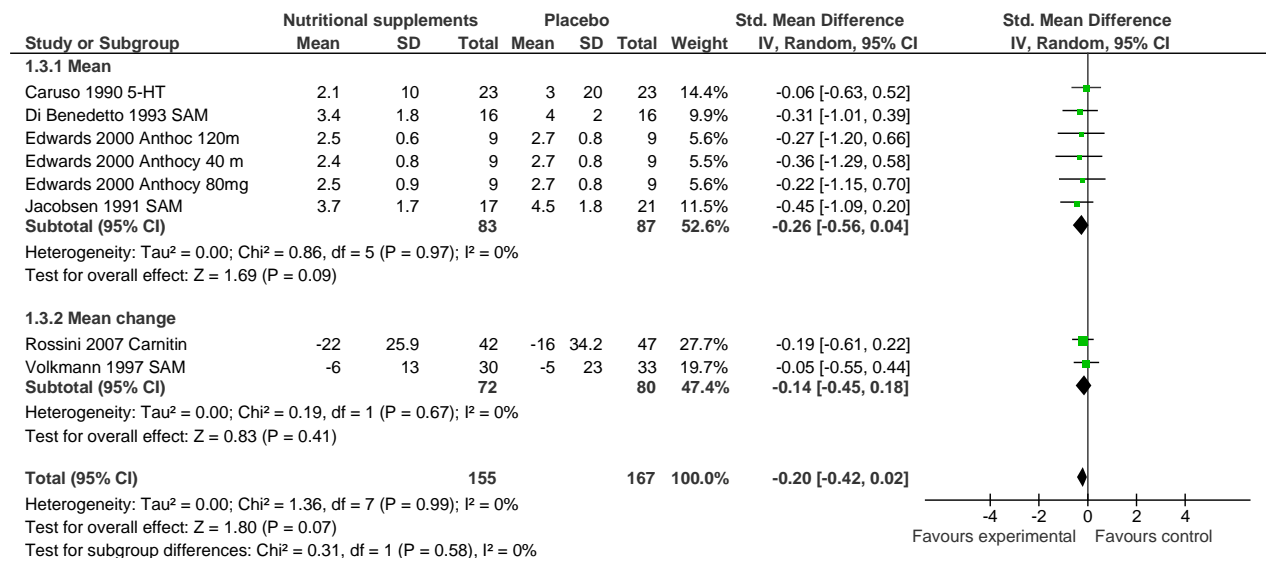 Nutritional supplements Placebo Std. Mean Difference Std. Mean Difference
Study or Subgroup Mean SD Total Mean SD Total Weight IV, Random, 95% CI IV, Random, 95% CI
1.3.1 Mean
Caruso 1990 5-HT 2.1 10 23 3 20 23 14.4% -0.06 [-0.63, 0.52]
Di Benedetto 1993 SAM 3.4 1.8 16 4 2 16 9.9% -0.31 [-1.01, 0.39]
Edwards 2000 Anthoc 120m 2.5 0.6 9 2.7 0.8 9 5.6% -0.27 [-1.20, 0.66]
Edwards 2000 Anthocy 40 m 2.4 0.8 9 2.7 0.8 9 5.5% -0.36 [-1.29, 0.58]
Edwards 2000 Anthocy 80mg 2.5 0.9 9 2.7 0.8 9 5.6% -0.22 [-1.15, 0.70]
Jacobsen 1991 SAM 3.7 1.7 17 4.5 1.8 21 11.5% -0.45 [-1.09, 0.20]
Subtotal (95% CI) 83 87 52.6% -0.26 [-0.56, 0.04]
Heterogeneity: Tau² = 0.00; Chi² = 0.86, df = 5 (P = 0.97); I² = 0%
Test for overall effect: Z = 1.69 (P = 0.09)
1.3.2 Mean change
Rossini 2007 Carnitin -22 25.9 42 -16 34.2 47 27.7% -0.19 [-0.61, 0.22]
Volkmann 1997 SAM -6 13 30 -5 23 33 19.7% -0.05 [-0.55, 0.44]
Subtotal (95% CI) 72 80 47.4% -0.14 [-0.45, 0.18]
Heterogeneity: Tau² = 0.00; Chi² = 0.19, df = 1 (P = 0.67); I² = 0%
Test for overall effect: Z = 0.83 (P = 0.41)
Total (95% CI) 155 167 100.0% -0.20 [-0.42, 0.02]
Heterogeneity: Tau² = 0.00; Chi² = 1.36, df = 7 (P = 0.99); I² = 0%
Test for overall effect: Z = 1.80 (P = 0.07)
Test for subgroup differences: Chi² = 0.31, df = 1 (P = 0.58), I² = 0%
-4 -2 0 2 4
Favours experimental Favours control